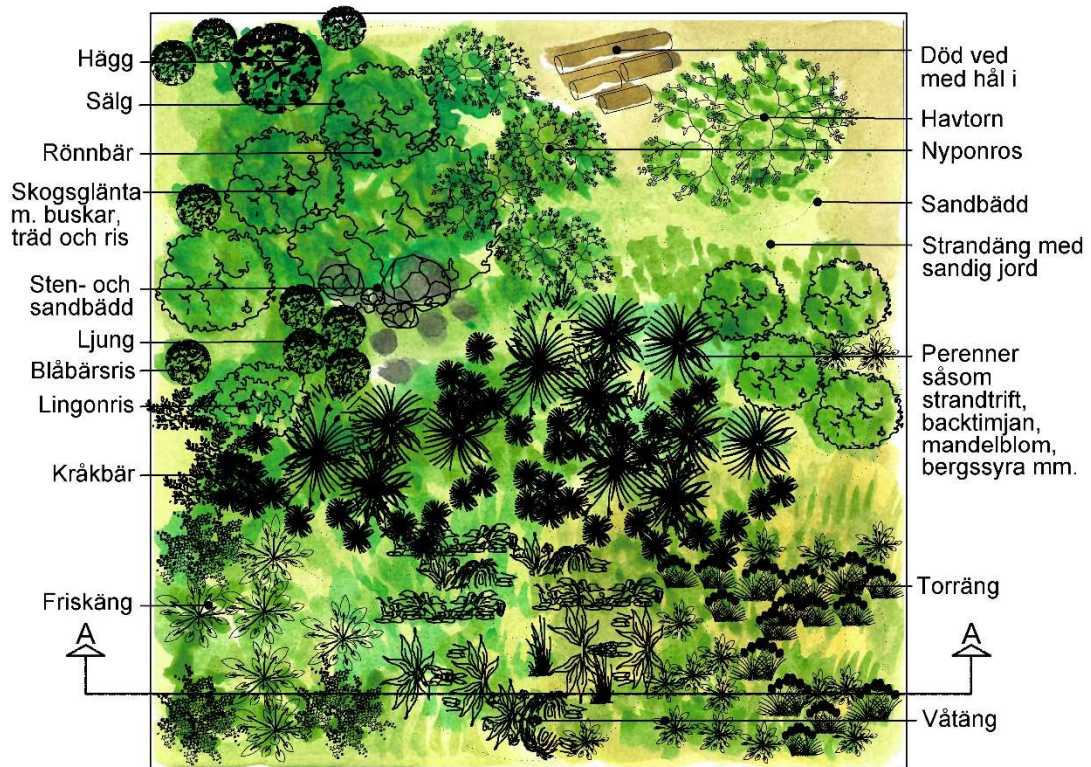 Hägg
Sälg
Rönnbär
Skogsglänta
m. buskar,
träd och ris
Sten- och
sandbädd
Ljung
Blåbärsris
Lingonris
Kråkbär
Friskäng
A
Död ved
med hål i
Havtorn
Nyponros
Sandbädd
Strandäng med
sandig jord
Perenner
såsom
strandtrift,
backtimjan,
mandelblom,
bergssyra mm.
Torräng
A
Våtäng